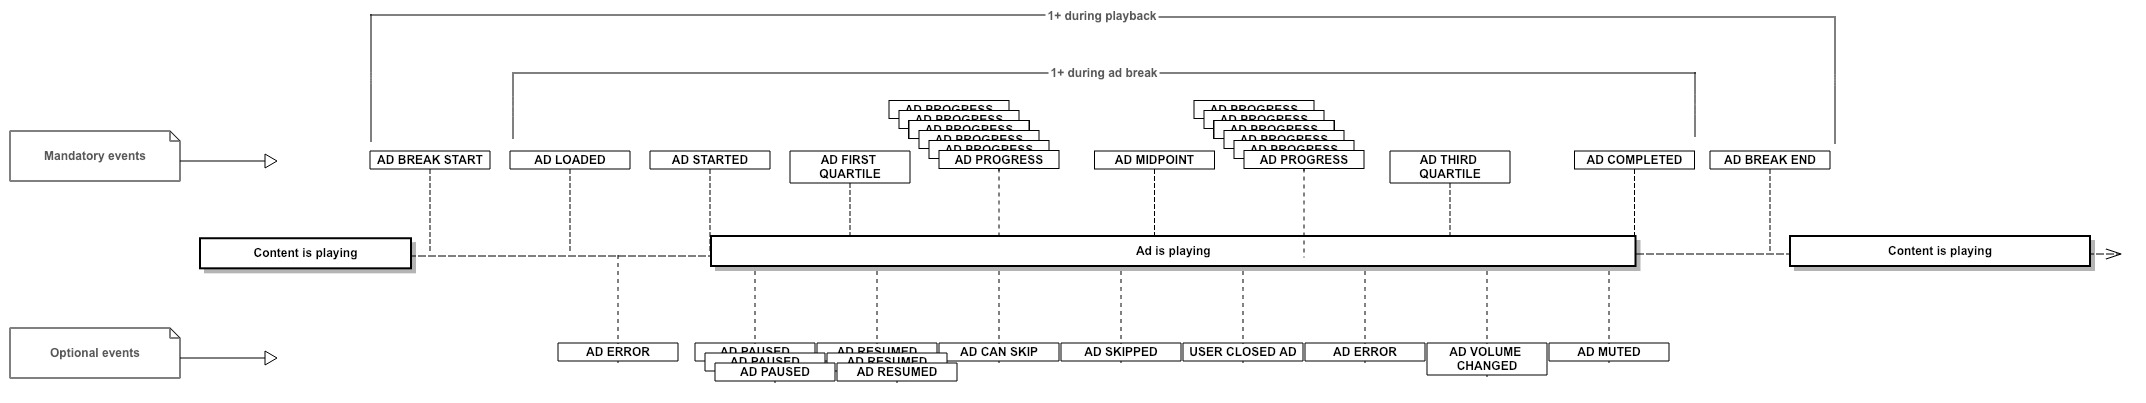 1+ during playback
1+ during ad break
AD PROGRESS
AD PROGRESS
AD PROGRESS
AD PROGRESS
AD PROGRESS
AD PROGRESS
AD PROGRESS
AD PROGRESS
AD PROGRESS
AD PROGRESS
AD PROGRESS
AD PROGRESS
Mandatory events
AD BREAK START
AD LOADED
AD STARTED
AD FIRST
QUARTILE
AD MIDPOINT
AD THIRD
QUARTILE
AD COMPLETED
AD BREAK END
Content is playing
Ad is playing
Content is playing
Optional events
AD ERROR
AD PAUSED
AD PAUSED
AD PAUSED
AD RESUMED
AD RESUMED
AD RESUMED
AD CAN SKIP
AD SKIPPED
USER CLOSED AD
AD ERROR
AD VOLUME
CHANGED
AD MUTED